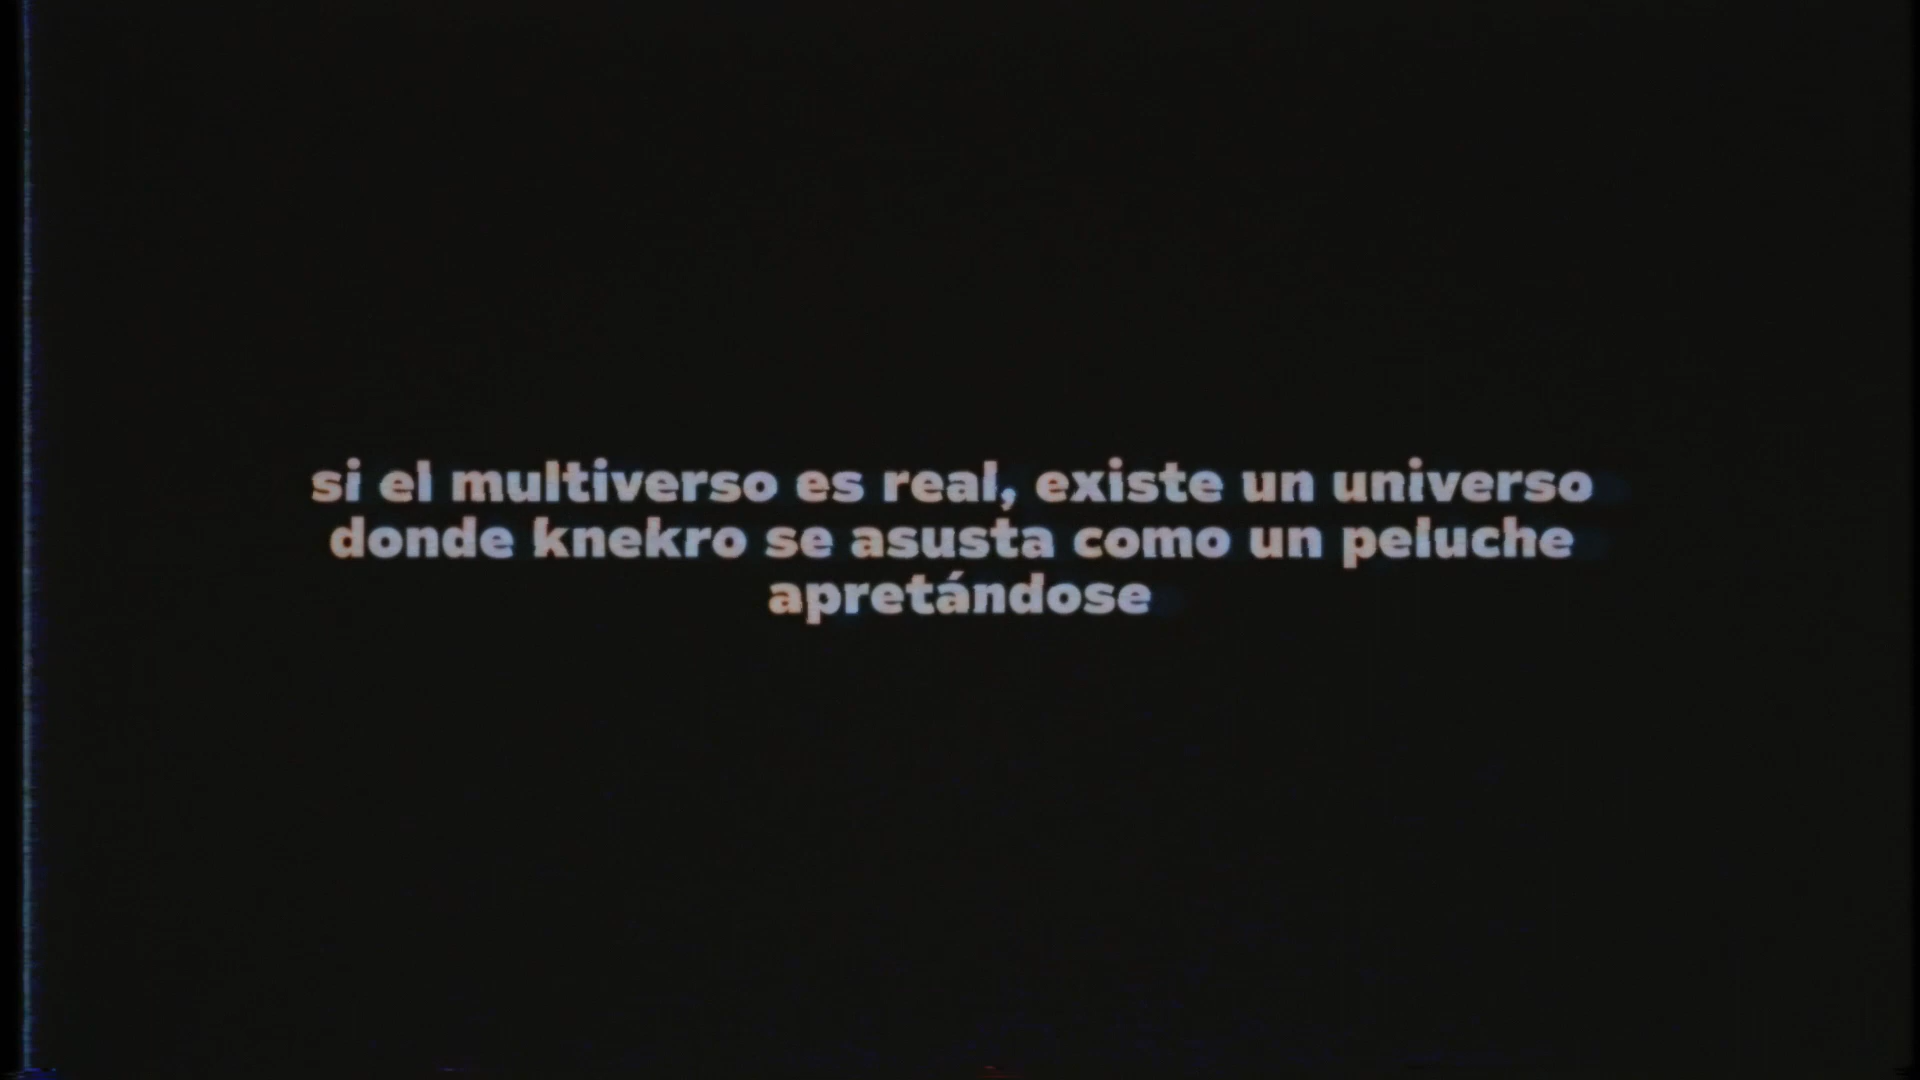 si el multiverso es real, existe un universo
donde knekro se asusta como un peluche
apretándose